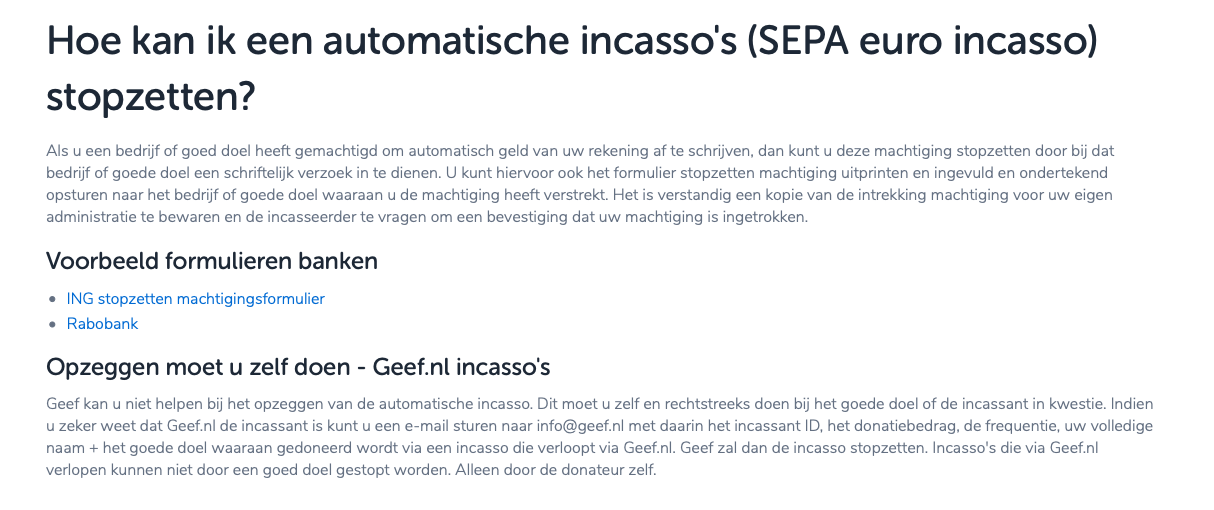 Hoe kan ik een automatische incasso's (SEPA euro incasso)
stopzetten?
Als u een bedrijf of goed doel heeft gemachtigd om automatisch geld van uw rekening af te schrijven, dan kunt u deze machtiging stopzetten door bij dat
bedrijf of goede doel een schriftelijk verzoek in te dienen. U kunt hiervoor ook het formulier stopzetten machtiging uitprinten en ingevuld en ondertekend
opsturen naar het bedrijf of goede doel waaraan u de machtiging heeft verstrekt. Het is verstandig een kopie van de intrekking machtiging voor uw eigen
administratie te bewaren en de incasseerder te vragen om een bevestiging dat uw machtiging is ingetrokken.
Voorbeeld formulieren banken
• ING stopzetten machtigingsformulier
• Rabobank
Opzeggen moet u zelf doen - Geef.nl incasso's
Geef kan u niet helpen bij het opzeggen van de automatische incasso. Dit moet u zelf en rechtstreeks doen bij het goede doel of de incassant in kwestie. Indien
u zeker weet dat Geef.nl de incassant is kunt u een e-mail sturen naar info@geef.nl met daarin het incassant ID, het donatiebedrag, de frequentie, uw volledige
naam + het goede doel waaraan gedoneerd wordt via een incasso die verloopt via Geef.nl. Geef zal dan de incasso stopzetten. Incasso's die via Geef.nl
verlopen kunnen niet door een goed doel gestopt worden. Alleen door de donateur zelf.